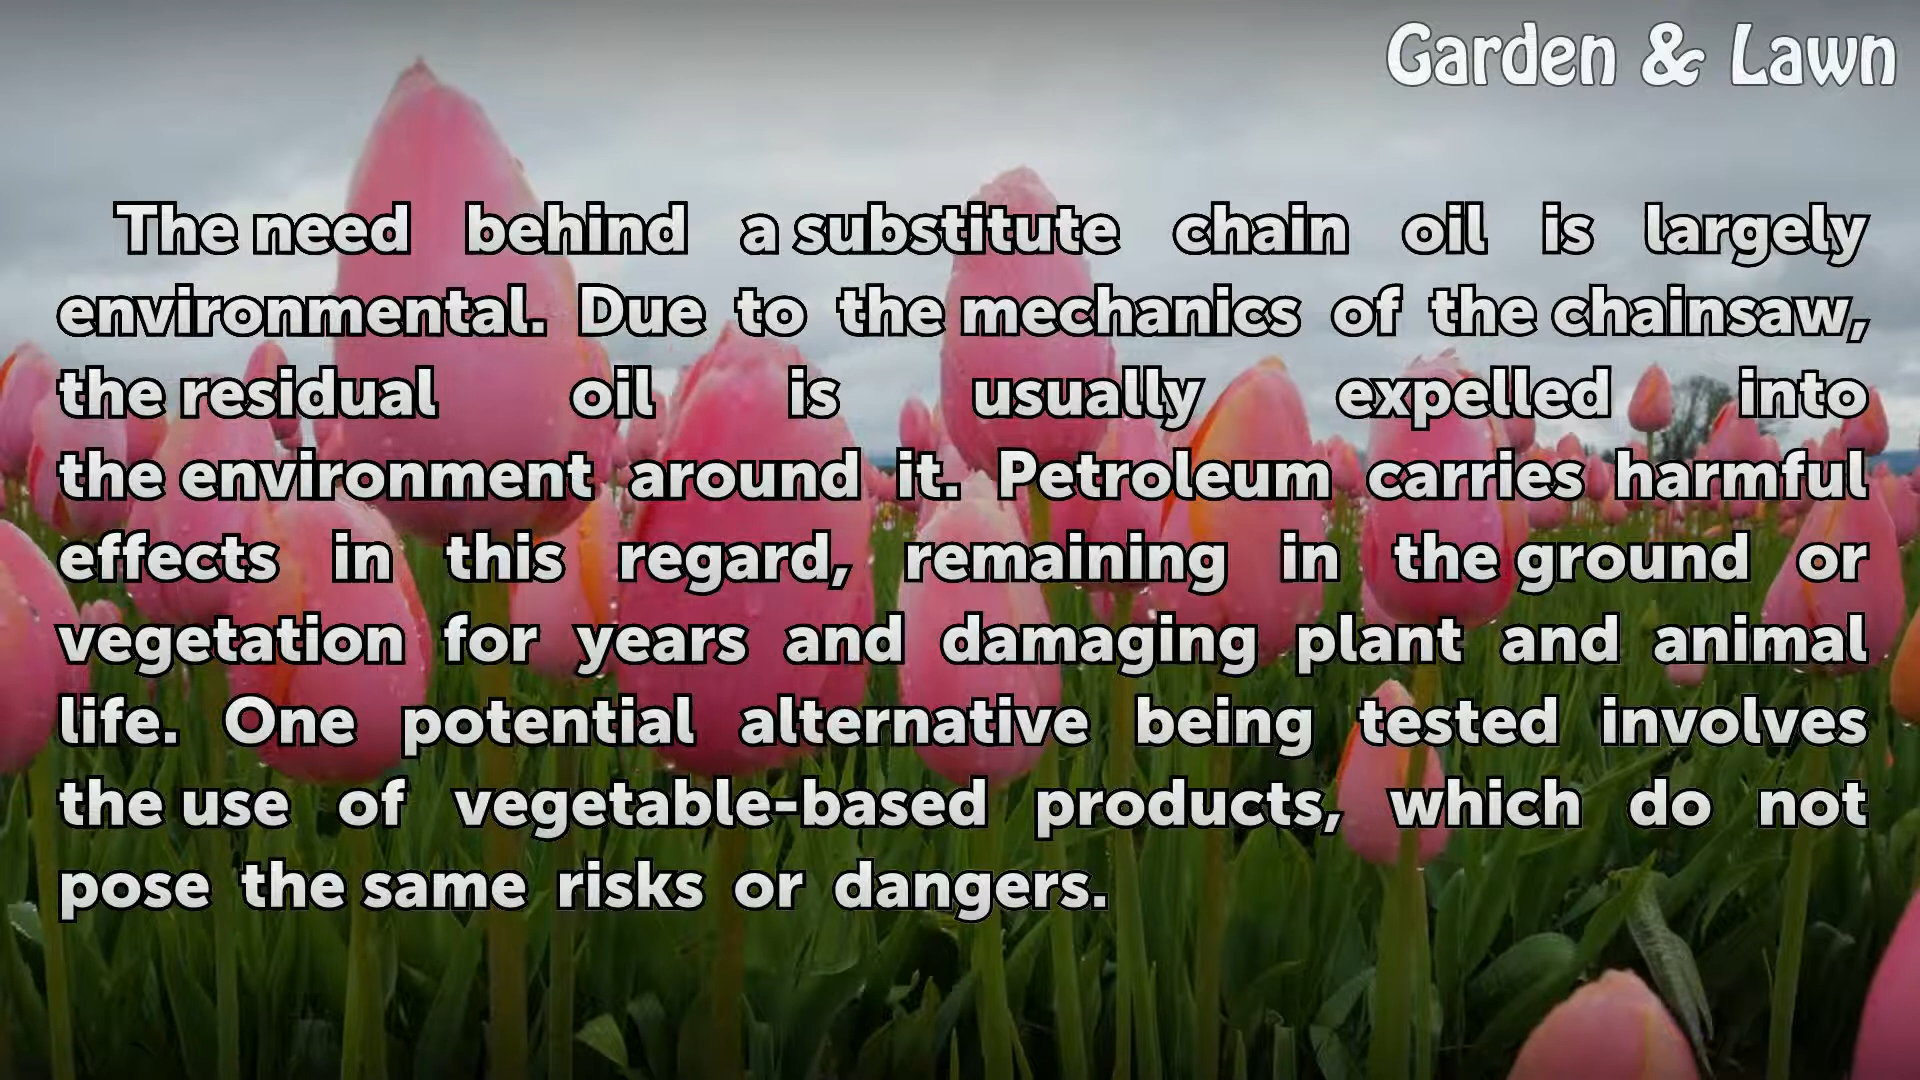 Garden & Lawn
The need behind a substitute chain oil is largely
environmental. Due to the mechanics of the chainsaw,
the residual oil is usually expelled into
the environment around it. Petroleum carries harmful
effects in this regard, remaining in the ground or
vegetation for years and damaging plant and animal
life. One potential alternative being tested involves
the use of vegetable-based products, which do not
pose the same risks or dangers.